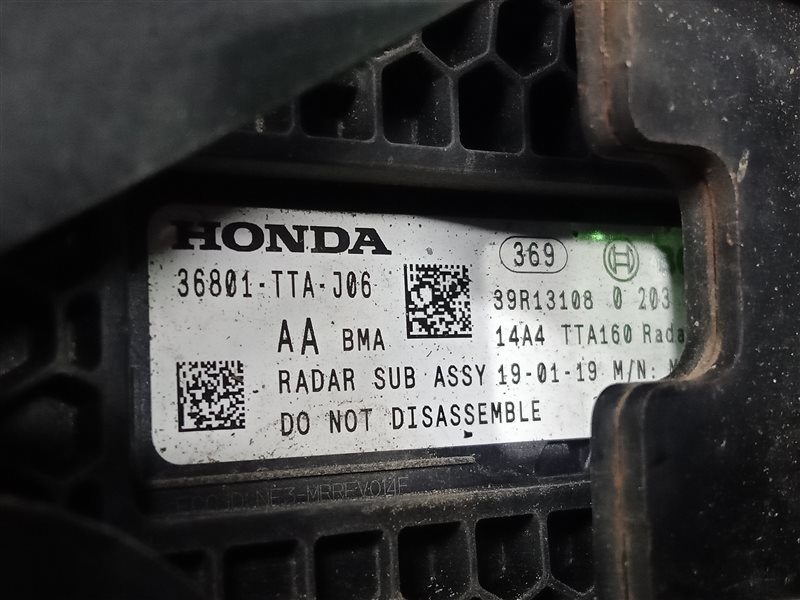 HONDA
369
36801-TTA-J06
39R13108 0 203
AA BMA
14A4 TTA160 Rada
RADAR SUB ASSY 19-01-19 M/N: M
DO NOT DISASSEMBLE